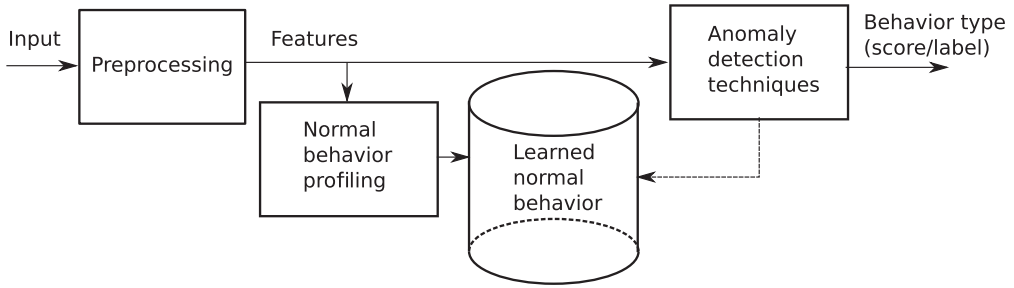 Input
Preprocessing
Features
Normal
behavior
profiling
Learned
normal
behavior
Anomaly
detection
techniques
Behavior type
(score/label)